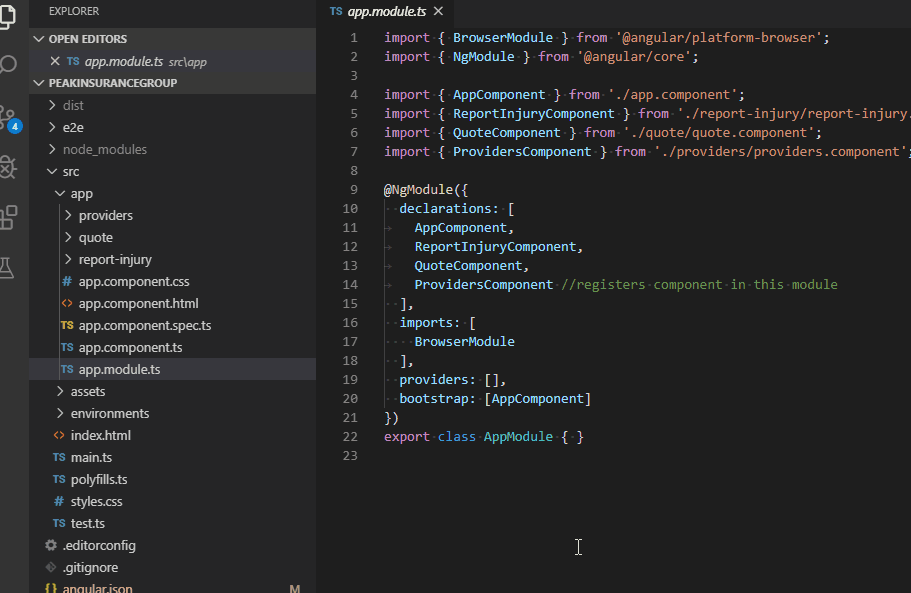 EXPLORER
OPEN EDITORS
TS app.module.ts src\app
PEAKINSURANCEGROUP
dist
e2e
node_modules
src
app
providers
quote
report-injury
# app.component.css
<> app.component.html
TS app.component.spec.ts
TS app.component.ts
TS app.module.ts
assets
environments
<> index.html
TS main.ts
TS polyfills.ts
# styles.css
TS test.ts
.editorconfig
.gitignore
{} angular.json M
4
TS app.module.ts
1 import { BrowserModule } from '@angular/platform-browser';
2 import { NgModule } from '@angular/core';
3
4 import { AppComponent } from './app.component';
5 import { ReportInjuryComponent } from './report-injury/report-injury.
6 import { QuoteComponent } from './quote/quote.component';
7 import { ProvidersComponent } from './providers/providers.component';
8
9 @NgModule({
10 declarations: [
11 AppComponent,
12 ReportInjuryComponent,
13 QuoteComponent,
14 ProvidersComponent //registers component in this module
15 ],
16 imports: [
17 BrowserModule
18 ],
19 providers: [],
20 bootstrap: [AppComponent]
21 })
22 export class AppModule { }
23